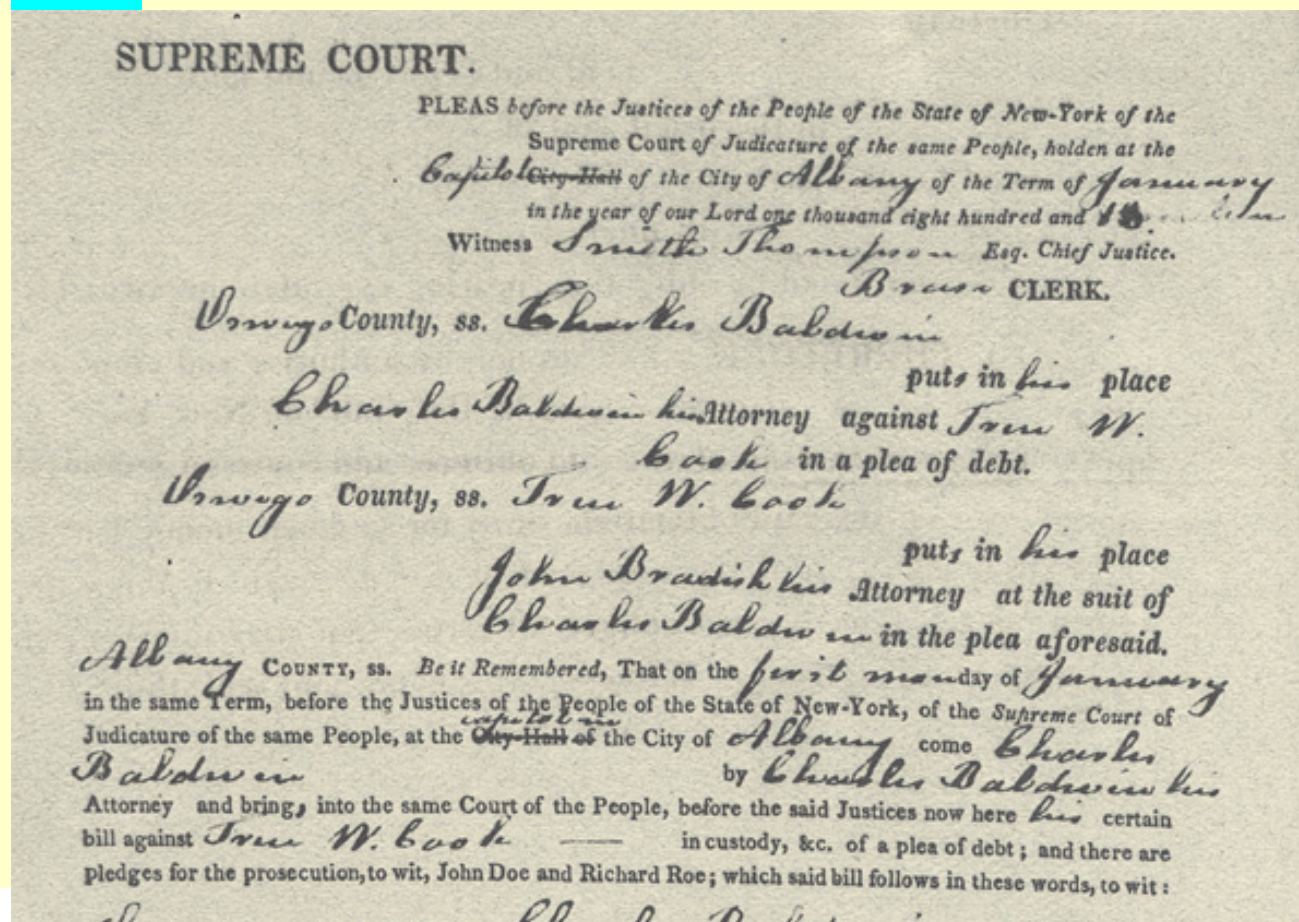 SUPREME COURT.
PLEAS before the Justices of the People of the State of New-York of the
Supreme Court of Judicature of the same People, holden at the
Capitol City-Hall of the City of Albany of the Term of January
in the year of our Lord one thousand eight hundred and
Witness Smith Thompson Esq. Chief Justice.
CLERK.
Oswego County, ss. Charles Baldwin
puts in his place
Charles Baldwin his Attorney against Truu W.
Cook in a plea of debt.
Oswego County, ss. Truu W. Cook
puts in his place
John Bradish his Attorney at the suit of
Charles Baldwin in the plea aforesaid.
Albany COUNTY, ss. Be it Remembered, That on the first monday of January
in the same Term, before the Justices of the People of the State of New-York, of the Supreme Court of
capitol in
Judicature of the same People, at the City-Hall of the City of Albany come Charles
Baldwin by Charles Baldwin his
Attorney and bring, into the same Court of the People, before the said Justices now here his certain
bill against Truu W. Cook in custody, &c. of a plea of debt; and there are
pledges for the prosecution, to wit, John Doe and Richard Roe; which said bill follows in these words, to wit: